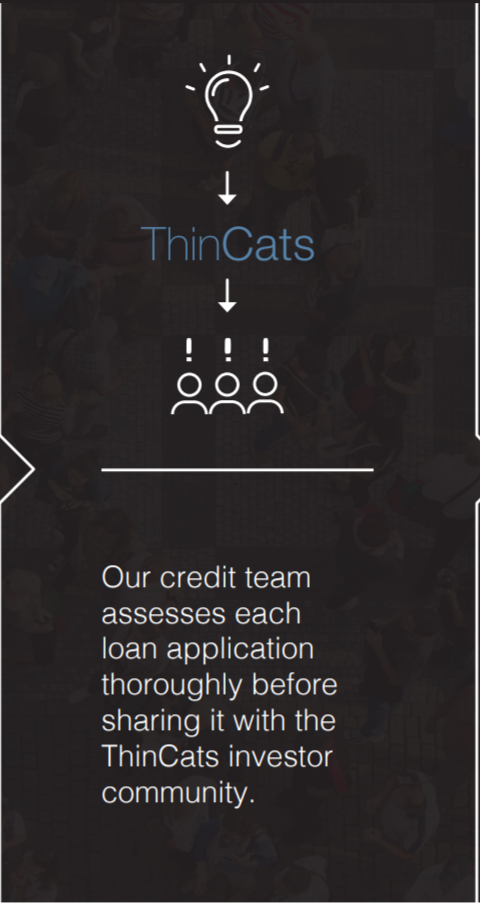 ThinCats
! ! !
Our credit team
assesses each
loan application
thoroughly before
sharing it with the
ThinCats investor
community.